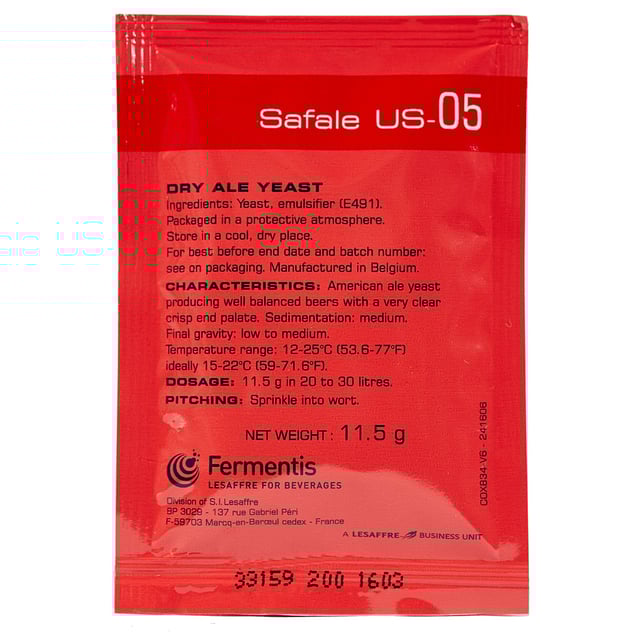 Safale US-05
DRY ALE YEAST
Ingredients: Yeast, emulsifier (E491).
Packaged in a protective atmosphere.
Store in a cool, dry place.
For best before end date and batch number:
see on packaging. Manufactured in Belgium.
CHARACTERISTICS: American ale yeast
producing well balanced beers with a very clear
crisp end palate. Sedimentation: medium.
Final gravity: low to medium.
Temperature range: 12-25°C (53.6-77°F)
ideally 15-22°C (59-71.6°F).
DOSAGE: 11.5 g in 20 to 30 litres.
PITCHING: Sprinkle into wort.
NET WEIGHT: 11.5 g
Fermentis
LESAFFRE FOR BEVERAGES
Division of S.I. Lesaffre
BP 3029 - 137 rue Gabriel Péri
F-59703 Marcq-en-Barœul cedex - France
A LESAFFRE BUSINESS UNIT
CDX834-V6 - 241606
33159 200 1603